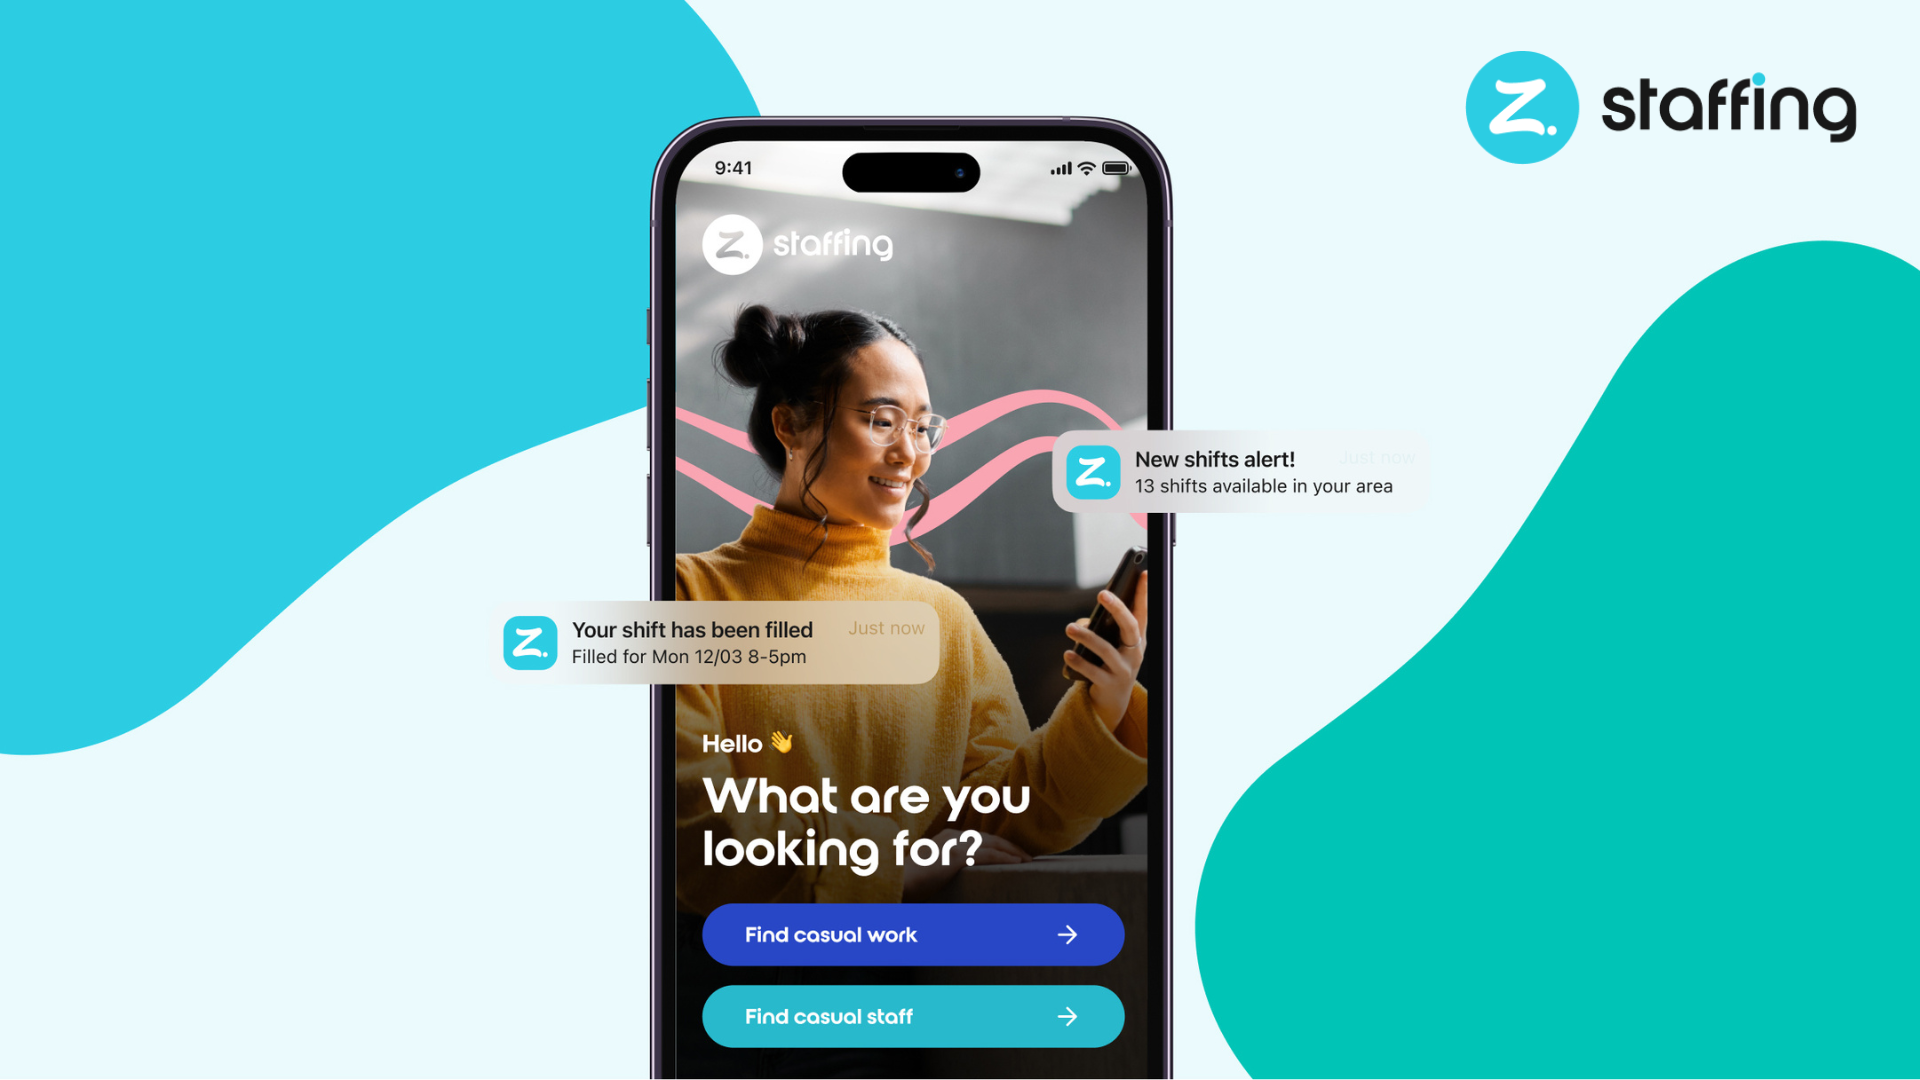 Z. staffing
9:41
Z. staffing
Z.
New shifts alert!
Just now
13 shifts available in your area
Z.
Your shift has been filled
Just now
Filled for Mon 12/03 8-5pm
Hello 👋
What are you
looking for?
Find casual work →
Find casual staff →